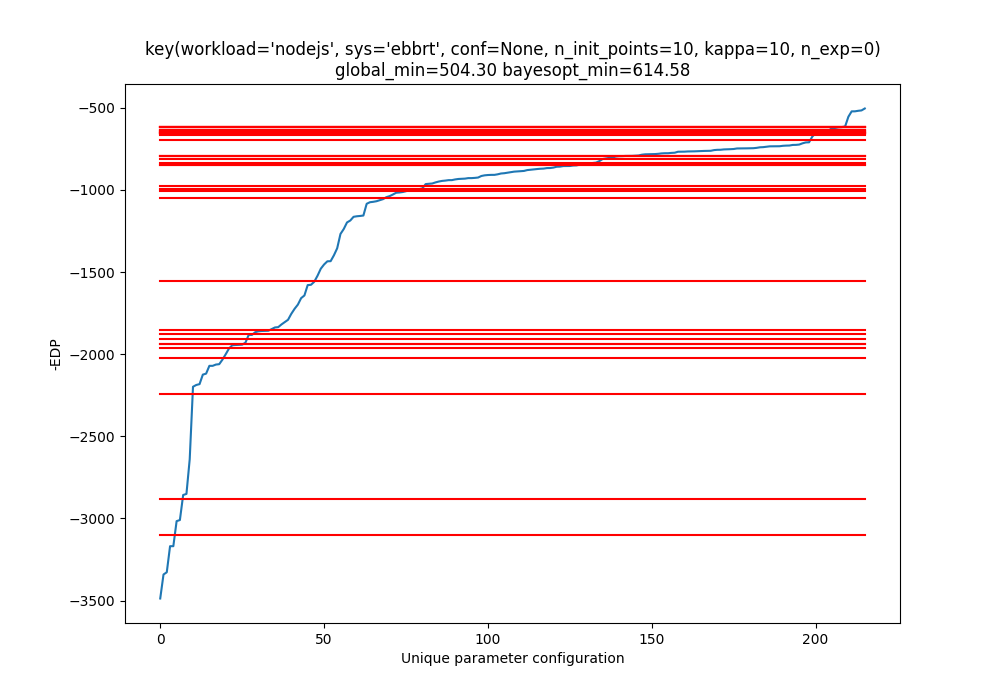 key(workload='nodejs', sys='ebbrt', conf=None, n_init_points=10, kappa=10, n_exp=0)
global_min=504.30 bayesopt_min=614.58
−500
−1000
−1500
−2000
−2500
−3000
−3500
-EDP
0 50 100 150 200
Unique parameter configuration